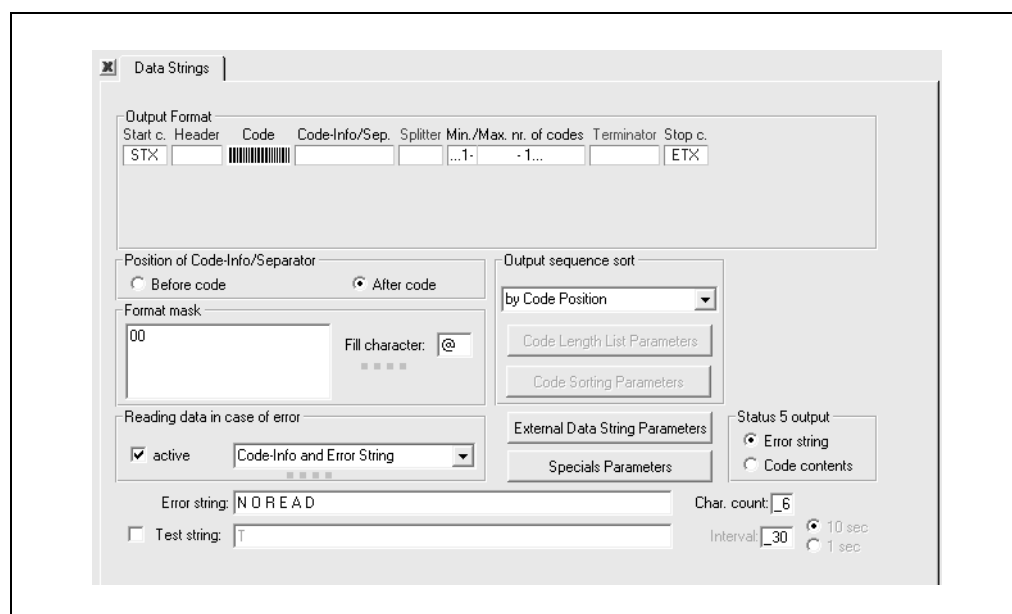 Data Strings
Output Format
Start c. Header Code Code-Info/Sep. Splitter Min./Max. nr. of codes Terminator Stop c.
STX ...1- - 1... ETX
Position of Code-Info/Separator
Before code After code
Output sequence sort
by Code Position
Format mask
00
Fill character: @
Code Length List Parameters
Code Sorting Parameters
Reading data in case of error
active Code-Info and Error String
External Data String Parameters
Specials Parameters
Status 5 output
Error string
Code contents
Error string: N O R E A D Char. count: _6
Test string: T Interval: _30 10 sec
1 sec